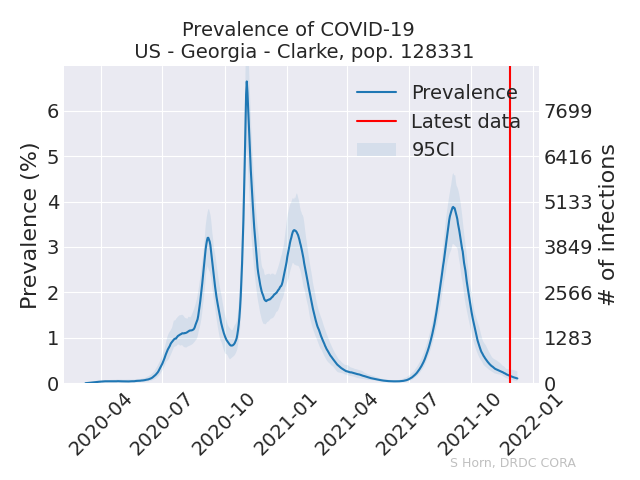 Prevalence of COVID-19
US - Georgia - Clarke, pop. 128331
Prevalence
Latest data
95CI
Prevalence (%)
6
5
4
3
2
1
0
7699
6416
5133
3849
2566
1283
0
# of infections
2020-04
2020-07
2020-10
2021-01
2021-04
2021-07
2021-10
2022-01
S Horn, DRDC CORA